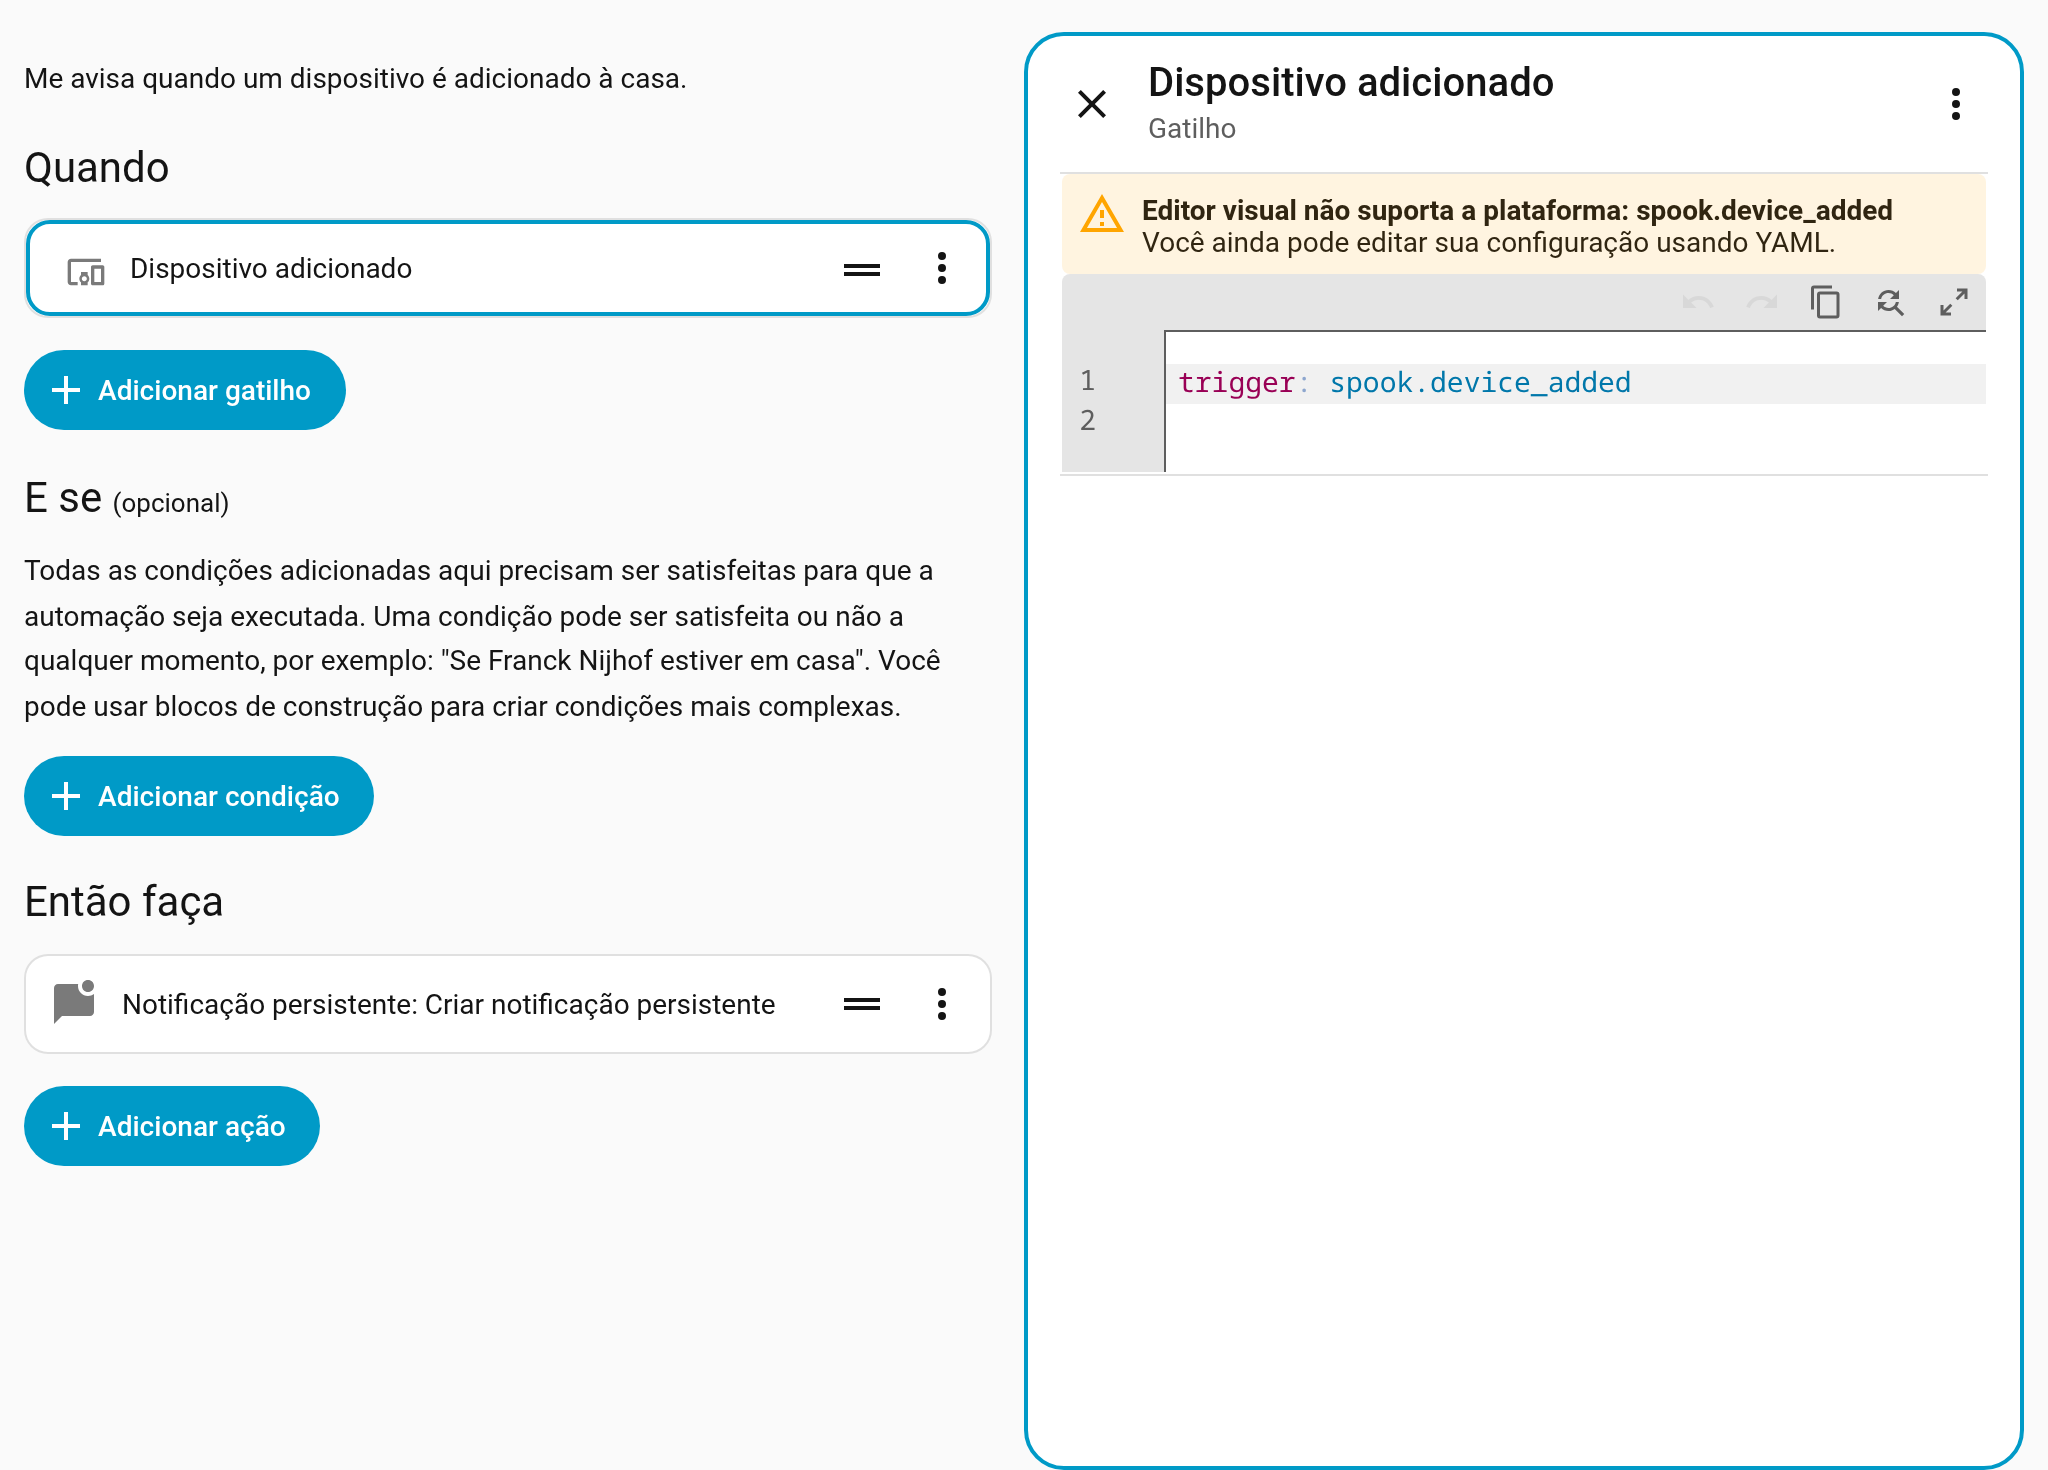 Me avisa quando um dispositivo é adicionado à casa.
Quando
Dispositivo adicionado
Adicionar gatilho
E se (opcional)
Todas as condições adicionadas aqui precisam ser satisfeitas para que a
automação seja executada. Uma condição pode ser satisfeita ou não a
qualquer momento, por exemplo: "Se Franck Nijhof estiver em casa". Você
pode usar blocos de construção para criar condições mais complexas.
Adicionar condição
Então faça
Notificação persistente: Criar notificação persistente
Adicionar ação
Dispositivo adicionado
Gatilho
Editor visual não suporta a plataforma: spook.device_added
Você ainda pode editar sua configuração usando YAML.
1 trigger: spook.device_added
2